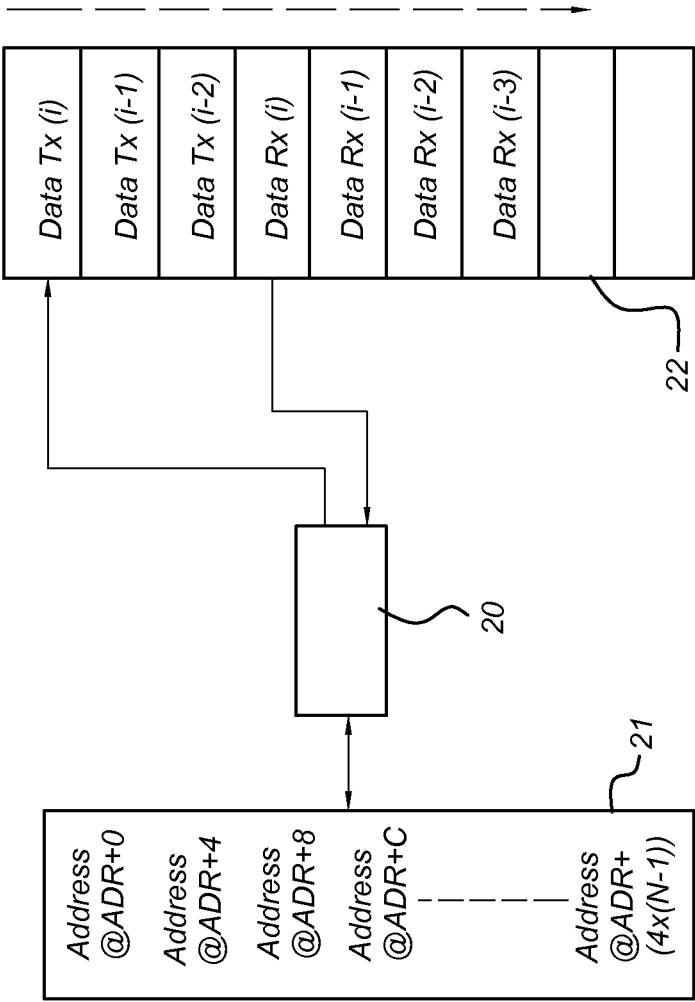 Address
@ADR+0
Address
@ADR+4
Address
@ADR+8
Address
@ADR+C
Address
@ADR+
(4x(N-1))
21
20
Data Tx (i)
Data Tx (i-1)
Data Tx (i-2)
Data Rx (i)
Data Rx (i-1)
Data Rx (i-2)
Data Rx (i-3)
22